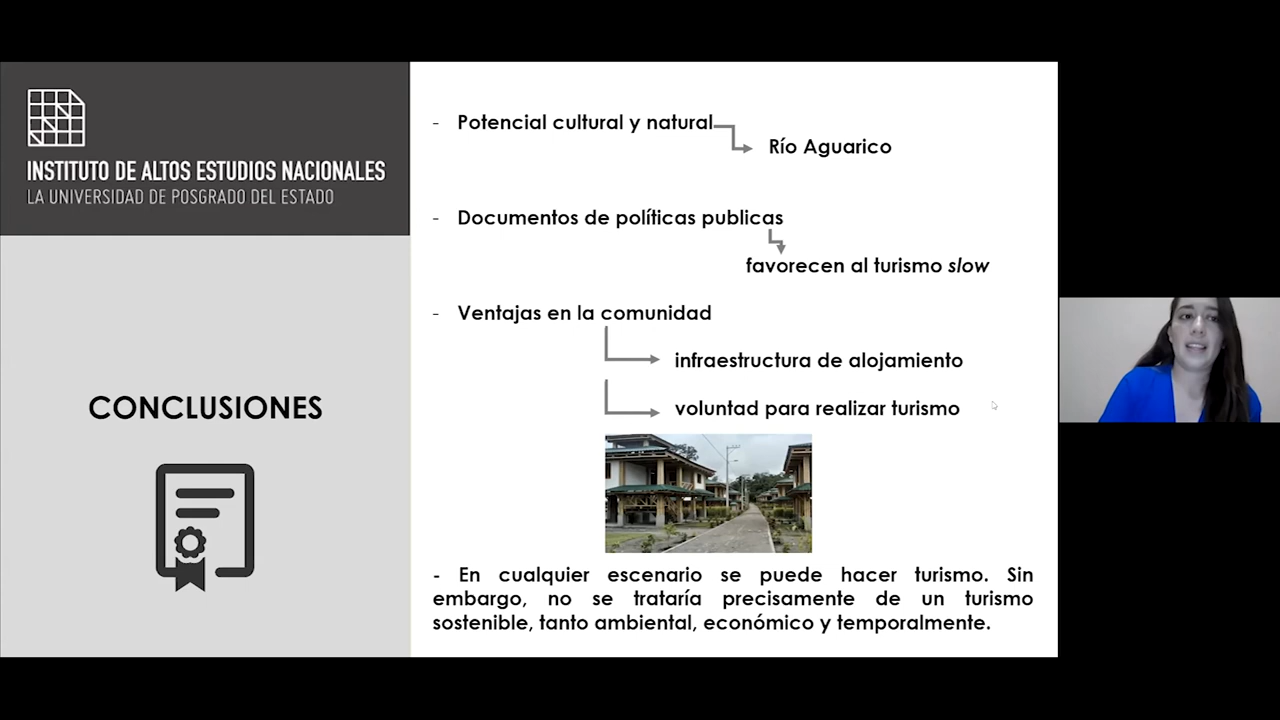 INSTITUTO DE ALTOS ESTUDIOS NACIONALES
LA UNIVERSIDAD DE POSGRADO DEL ESTADO
CONCLUSIONES
- Potencial cultural y natural
Río Aguarico
- Documentos de políticas publicas
favorecen al turismo slow
- Ventajas en la comunidad
infraestructura de alojamiento
voluntad para realizar turismo
- En cualquier escenario se puede hacer turismo. Sin
embargo, no se trataría precisamente de un turismo
sostenible, tanto ambiental, económico y temporalmente.